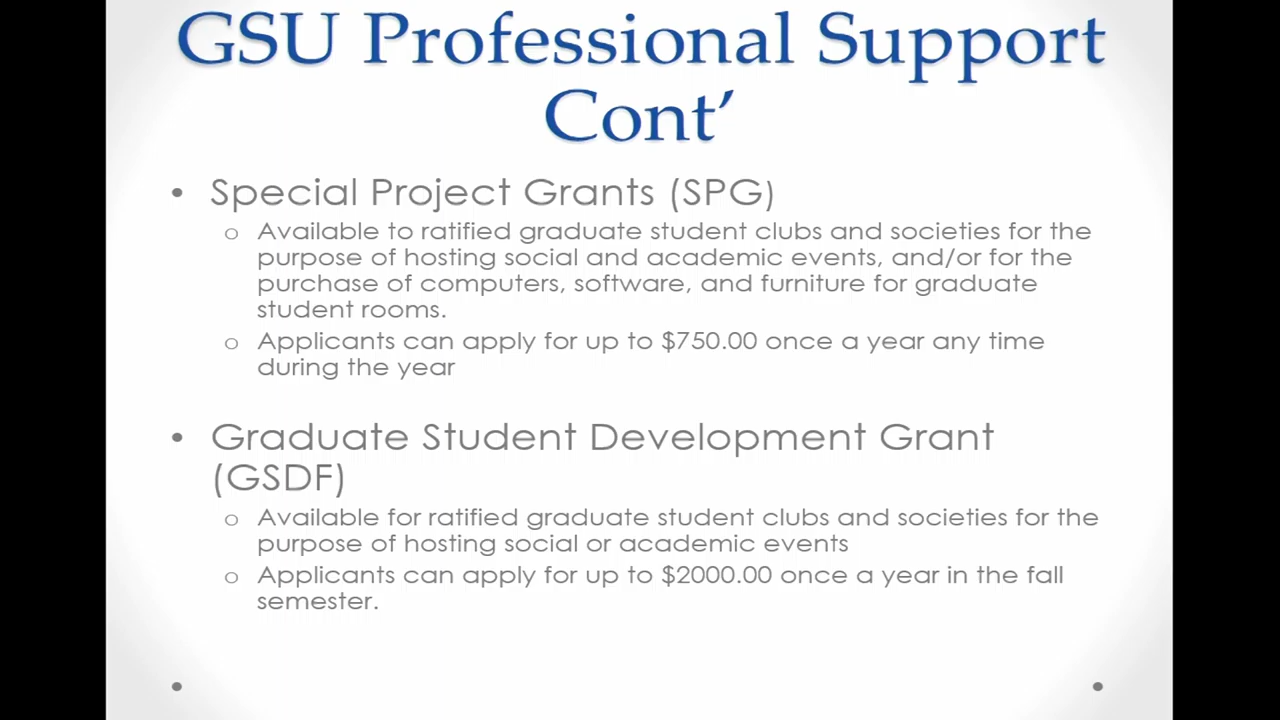 GSU Professional Support
Cont’
• Special Project Grants (SPG)
o Available to ratified graduate student clubs and societies for the
purpose of hosting social and academic events, and/or for the
purchase of computers, software, and furniture for graduate
student rooms.
o Applicants can apply for up to $750.00 once a year any time
during the year
• Graduate Student Development Grant
(GSDF)
o Available for ratified graduate student clubs and societies for the
purpose of hosting social or academic events
o Applicants can apply for up to $2000.00 once a year in the fall
semester.